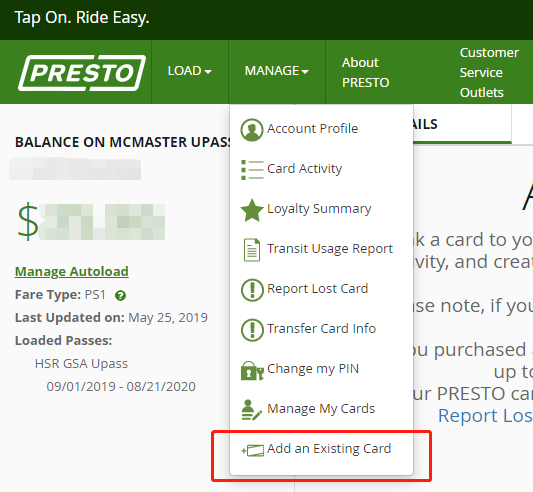 Tap On. Ride Easy.
PRESTO
LOAD
MANAGE
About
PRESTO
Customer
Service
Outlets
BALANCE ON MCMASTER UPASS
$
Manage Autoload
Fare Type: PS1
Last Updated on: May 25, 2019
Loaded Passes:
HSR GSA Upass
09/01/2019 - 08/21/2020
Account Profile
Card Activity
Loyalty Summary
Transit Usage Report
Report Lost Card
Transfer Card Info
Change my PIN
Manage My Cards
Add an Existing Card
AILS
A
k a card to yo
ivity, and creat
se note, if you
ou purchased
up to
ur PRESTO car
Report Los